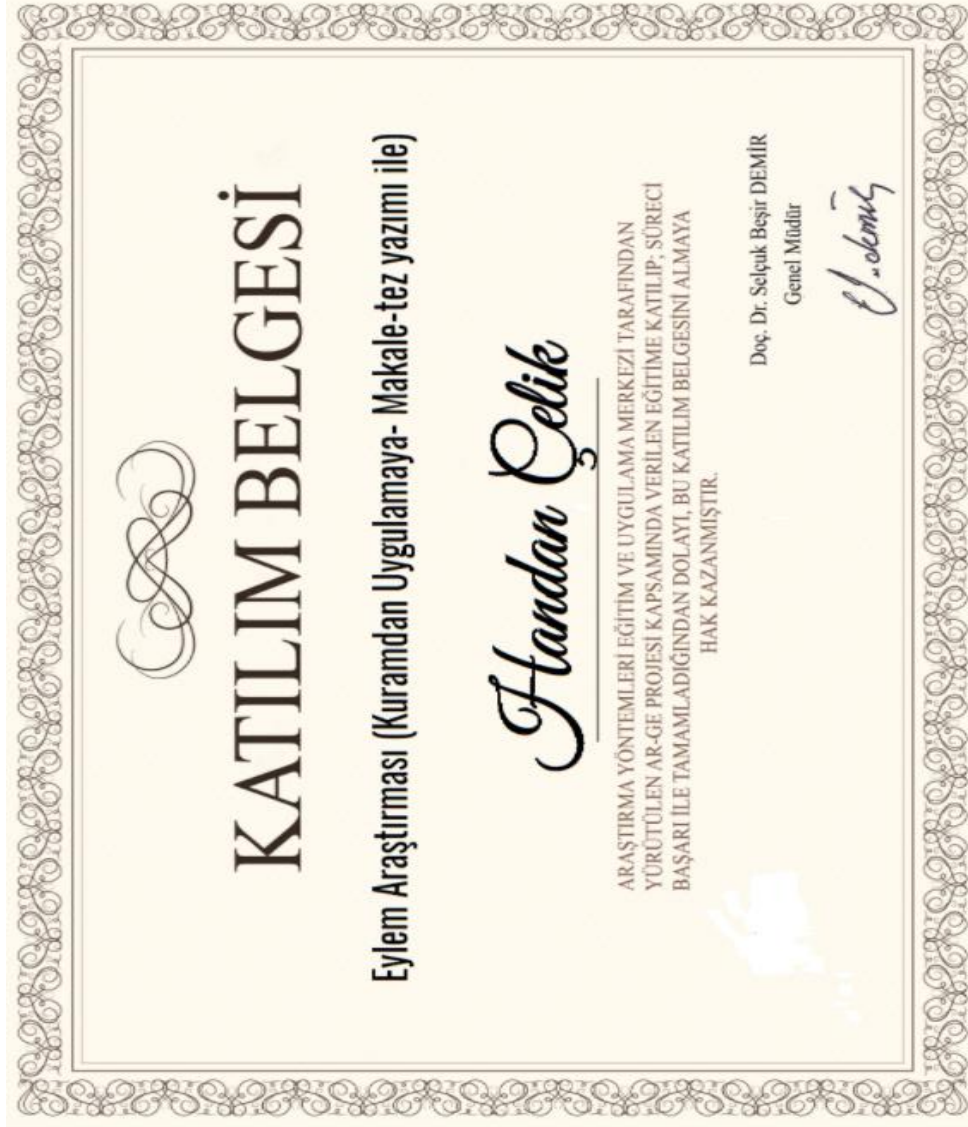 KATILIM BELGESİ
Eylem Araştırması (Kuramdan Uygulamaya- Makale-tez yazımı ile)
Handan Çelik
ARAŞTIRMA YÖNTEMLERİ EĞİTİM VE UYGULAMA MERKEZİ TARAFINDAN
YÜRÜTÜLEN AR-GE PROJESİ KAPSAMINDA VERİLEN EĞİTİME KATILIP; SÜRECİ
BAŞARI İLE TAMAMLADIĞINDAN DOLAYI, BU KATILIM BELGESİNİ ALMAYA
HAK KAZANMIŞTIR.
Doç. Dr. Selçuk Beşir DEMİR
Genel Müdür